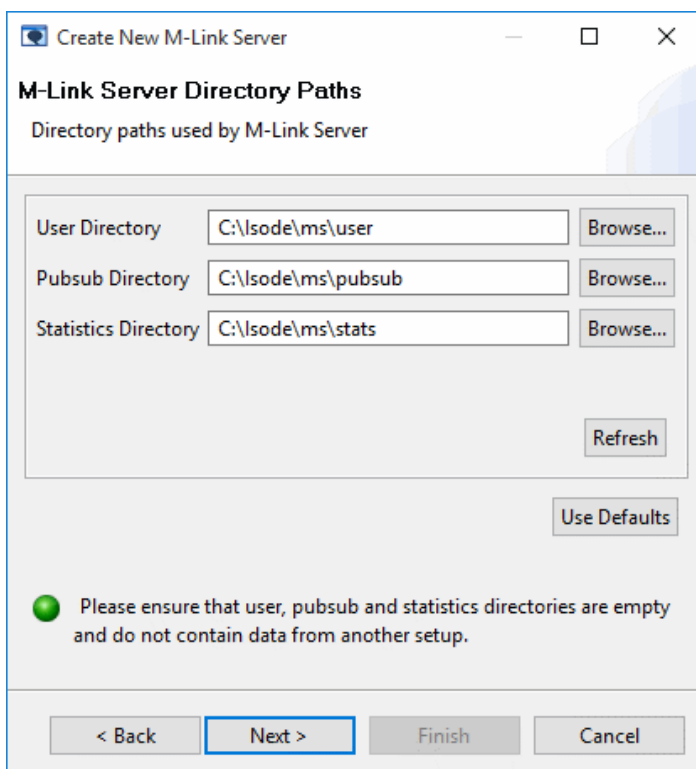 Create New M-Link Server
M-Link Server Directory Paths
Directory paths used by M-Link Server
User Directory C:\Isode\ms\user Browse...
Pubsub Directory C:\Isode\ms\pubsub Browse...
Statistics Directory C:\Isode\ms\stats Browse...
Refresh
Use Defaults
Please ensure that user, pubsub and statistics directories are empty
and do not contain data from another setup.
< Back Next > Finish Cancel